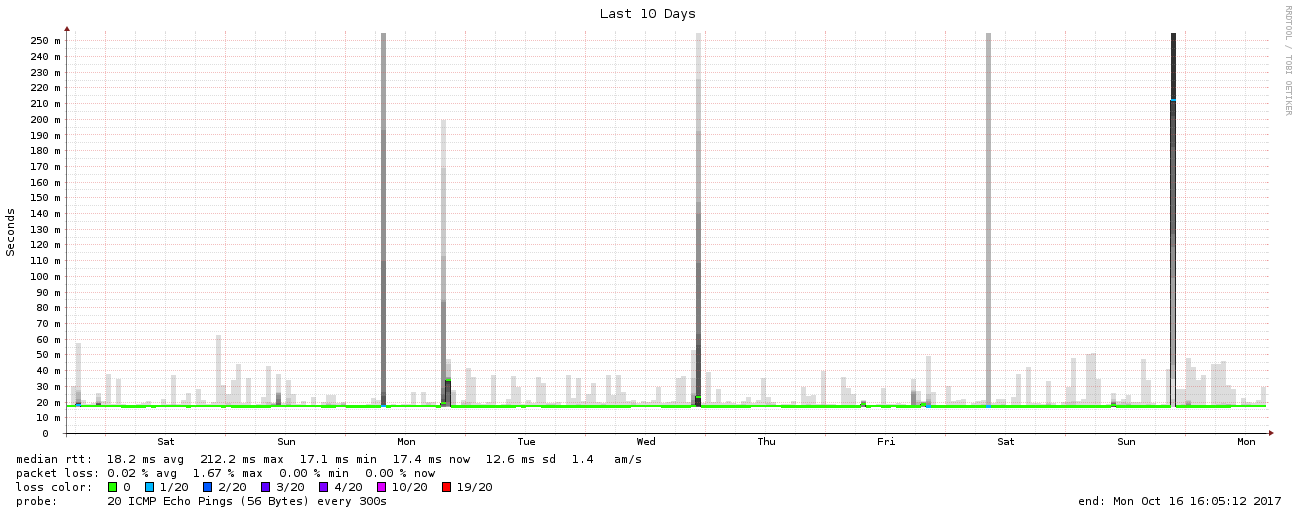 Last 10 Days
RRDTOOL / TOBI OETIKER
Seconds
250 m
240 m
230 m
220 m
210 m
200 m
190 m
180 m
170 m
160 m
150 m
140 m
130 m
120 m
110 m
100 m
90 m
80 m
70 m
60 m
50 m
40 m
30 m
20 m
10 m
0
Sat Sun Mon Tue Wed Thu Fri Sat Sun Mon
median rtt: 18.2 ms avg 212.2 ms max 17.1 ms min 17.4 ms now 12.6 ms sd 1.4 am/s
packet loss: 0.02 % avg 1.67 % max 0.00 % min 0.00 % now
loss color: 0 1/20 2/20 3/20 4/20 10/20 19/20
probe: 20 ICMP Echo Pings (56 Bytes) every 300s end: Mon Oct 16 16:05:12 2017